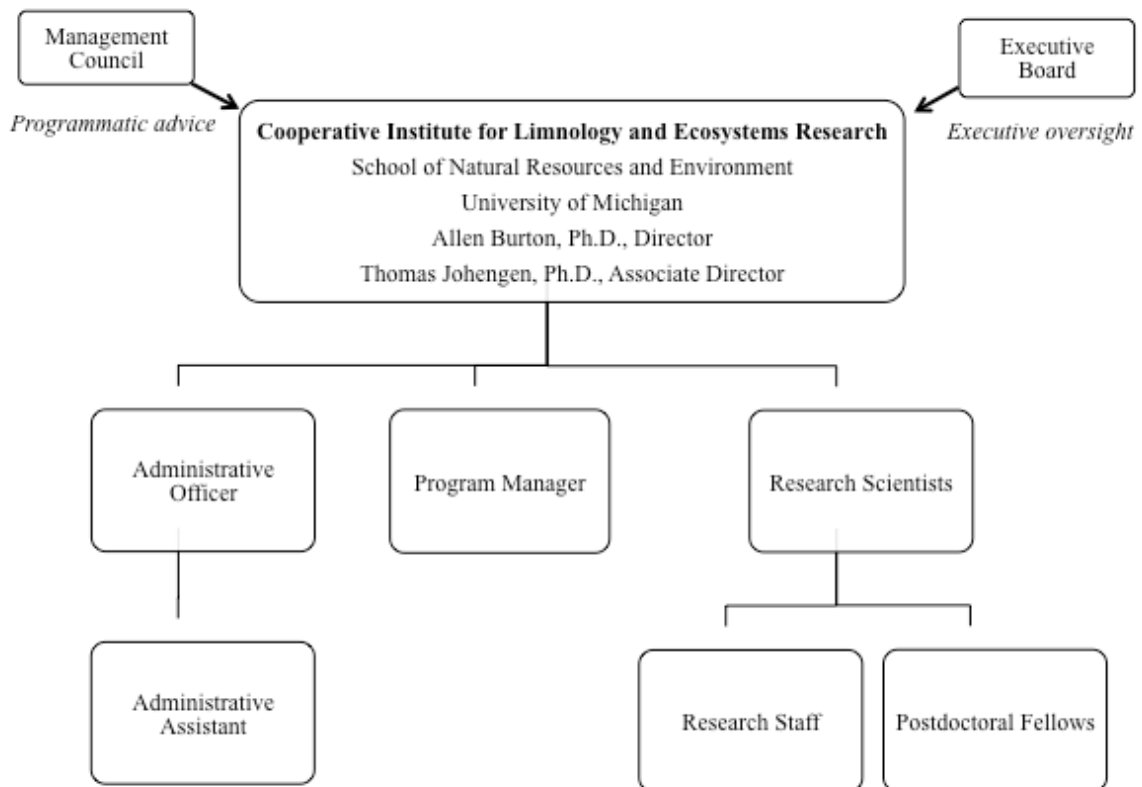 Management
Council
Executive
Board
Programmatic advice
Executive oversight
Cooperative Institute for Limnology and Ecosystems Research
School of Natural Resources and Environment
University of Michigan
Allen Burton, Ph.D., Director
Thomas Johengen, Ph.D., Associate Director
Administrative
Officer
Program Manager
Research Scientists
Administrative
Assistant
Research Staff
Postdoctoral Fellows